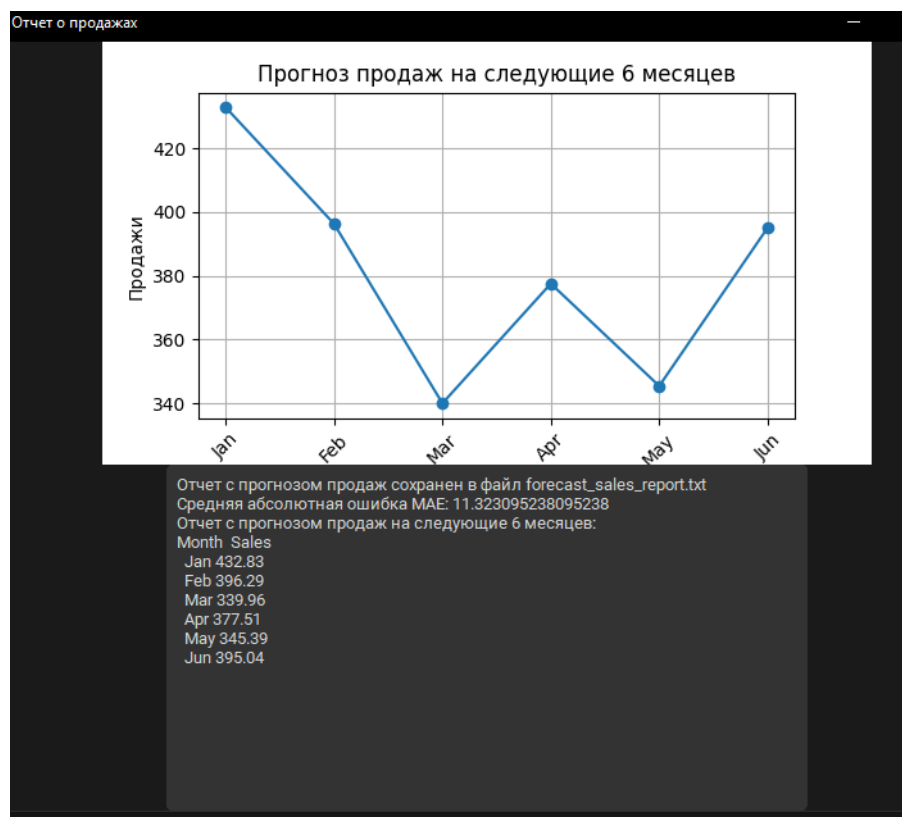 Отчет о продажах
Прогноз продаж на следующие 6 месяцев
420
400
380
360
340
Продажи
Jan Feb Mar Apr May Jun
Отчет с прогнозом продаж сохранен в файл forecast_sales_report.txt
Средняя абсолютная ошибка MAE: 11.323095238095238
Отчет с прогнозом продаж на следующие 6 месяцев:
Month Sales
Jan 432.83
Feb 396.29
Mar 339.96
Apr 377.51
May 345.39
Jun 395.04